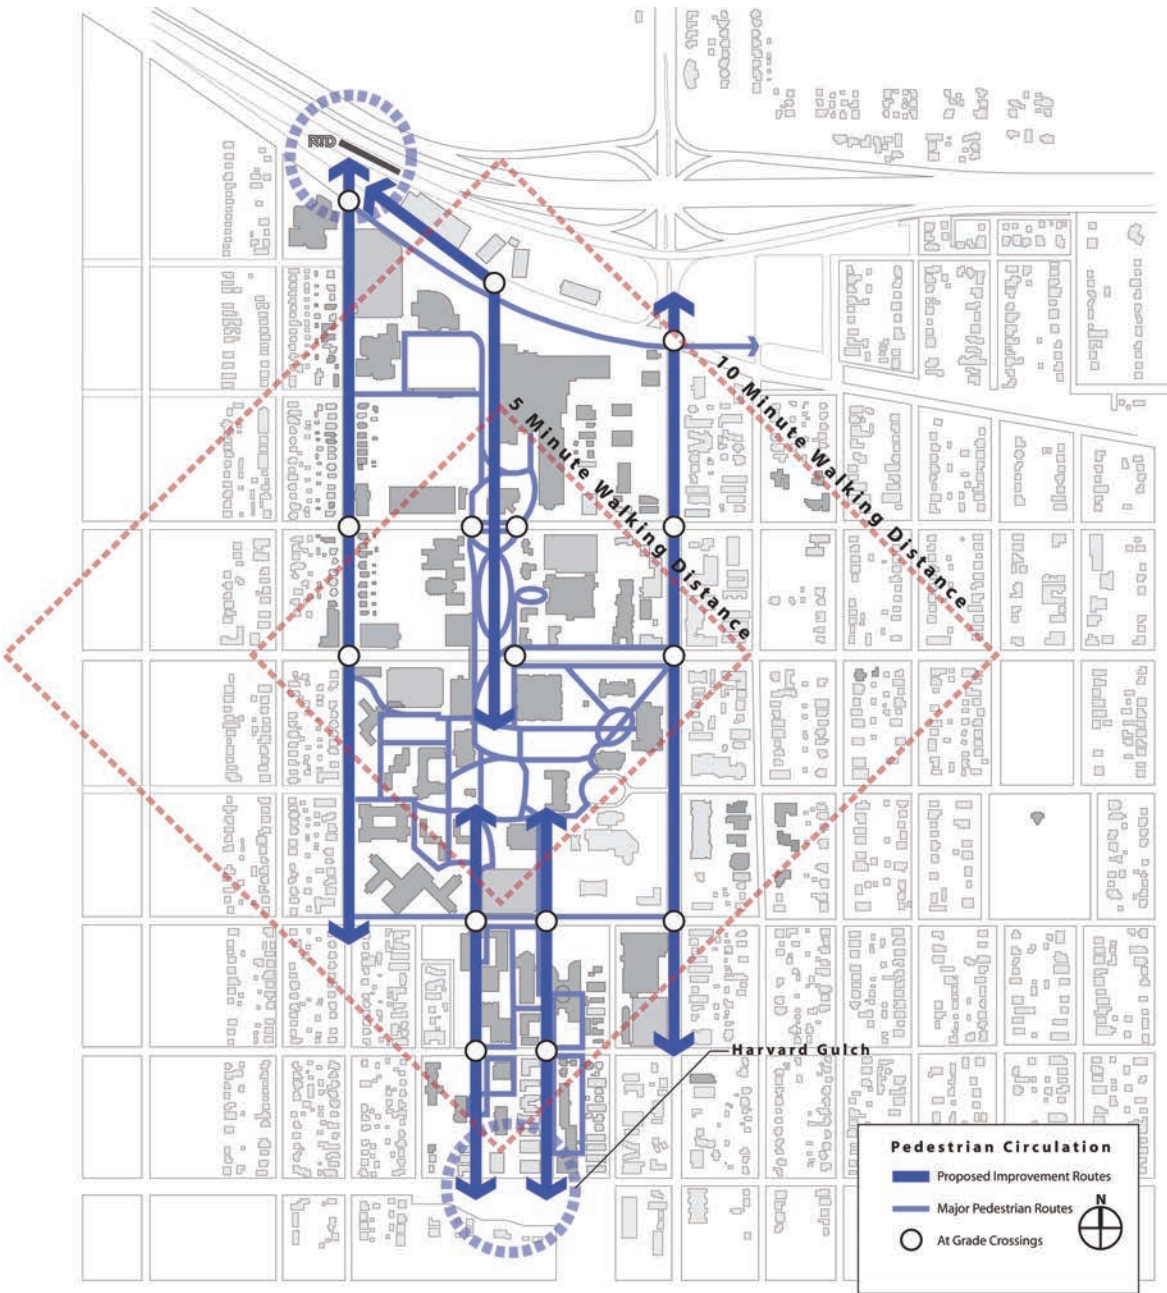 RTD
10 Minute Walking Distance
5 Minute Walking Distance
Harvard Gulch
Pedestrian Circulation
Proposed Improvement Routes
Major Pedestrian Routes
N
At Grade Crossings